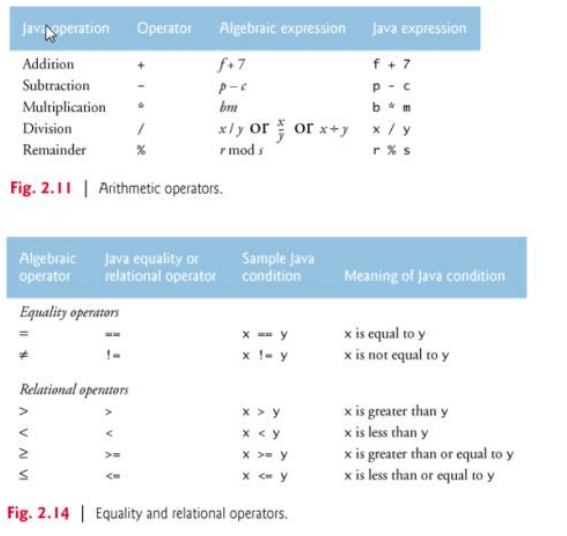 Java operation Operator Algebraic expression Java expression
Addition + f + 7 f + 7
Subtraction – p – c p - c
Multiplication * bm b * m
Division / x / y or x/y or x ÷ y x / y
Remainder % r mod s r % s
Fig. 2.11 | Arithmetic operators.
Algebraic operator Java equality or relational operator Sample Java condition Meaning of Java condition
Equality operators
= == x == y x is equal to y
≠ != x != y x is not equal to y
Relational operators
> > x > y x is greater than y
< < x < y x is less than y
≥ >= x >= y x is greater than or equal to y
≤ <= x <= y x is less than or equal to y
Fig. 2.14 | Equality and relational operators.